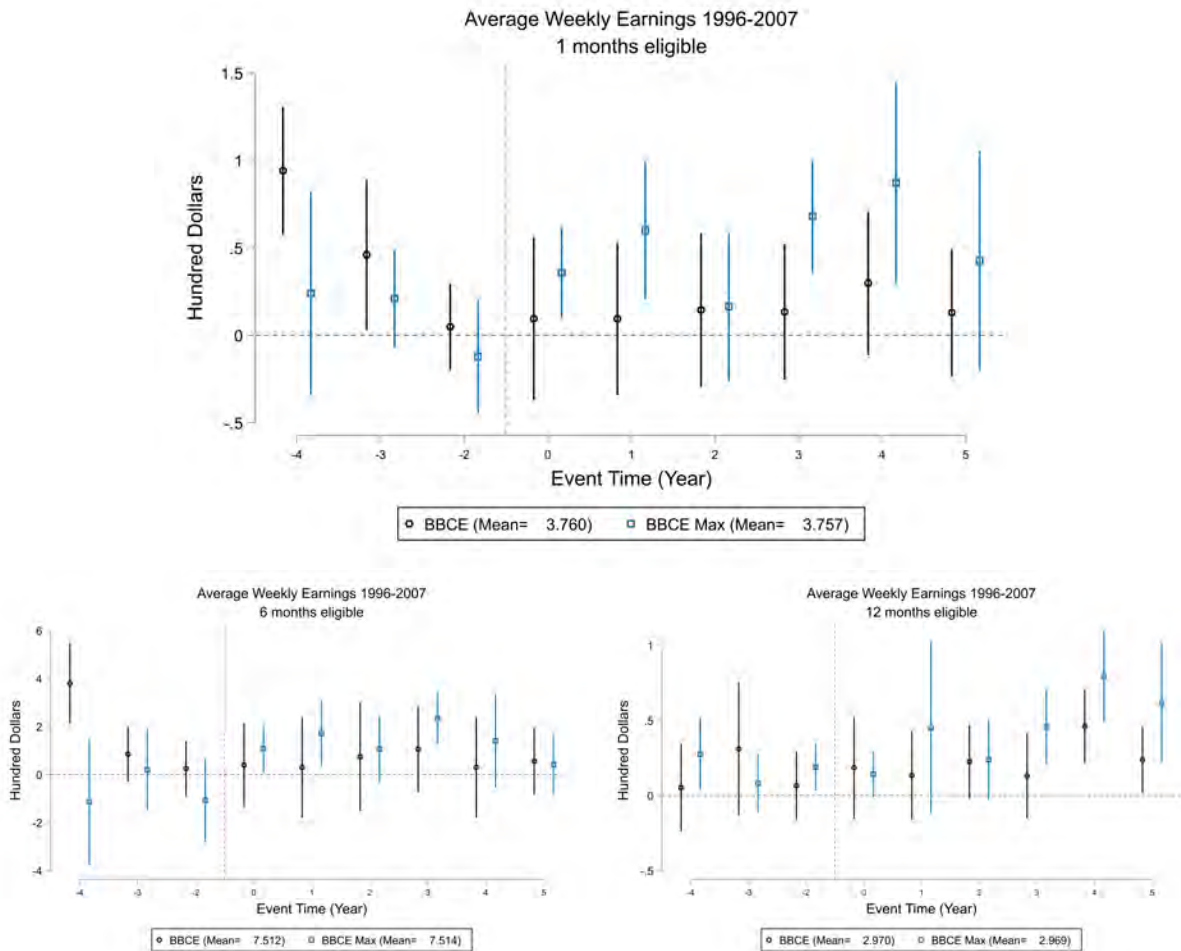 Average Weekly Earnings 1996-2007
1 months eligible
1.5
1
.5
0
-.5
Hundred Dollars
-4 -3 -2 0 1 2 3 4 5
Event Time (Year)
BBCE (Mean= 3.760) BBCE Max (Mean= 3.757)
Average Weekly Earnings 1996-2007
6 months eligible
6
4
2
0
-2
-4
Hundred Dollars
-4 -3 -2 0 1 2 3 4 5
Event Time (Year)
BBCE (Mean= 7.512) BBCE Max (Mean= 7.514)
Average Weekly Earnings 1996-2007
12 months eligible
1
.5
0
-.5
Hundred Dollars
-4 -3 -2 0 1 2 3 4 5
Event Time (Year)
BBCE (Mean= 2.970) BBCE Max (Mean= 2.969)